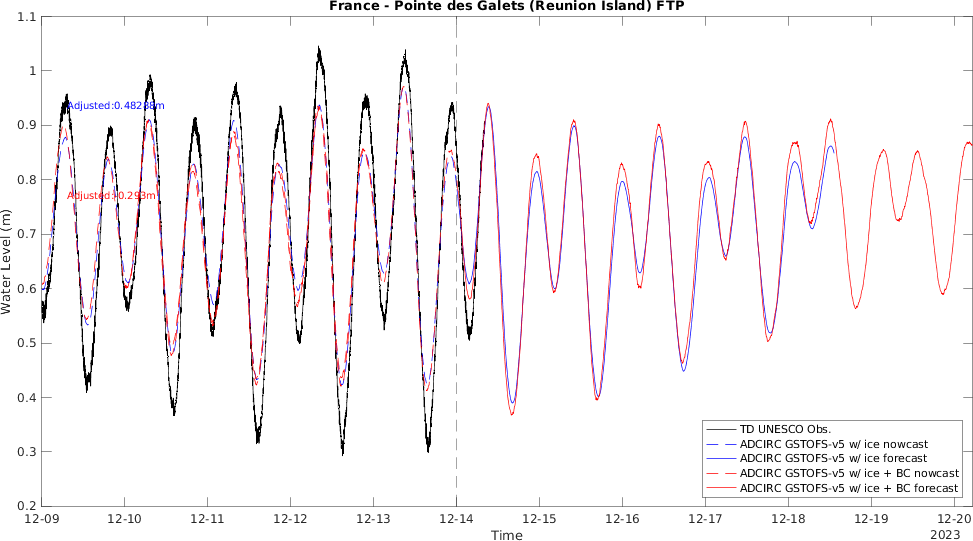 France - Pointe des Galets (Reunion Island) FTP
1.1
1
0.9
0.8
0.7
0.6
0.5
0.4
0.3
0.2
Water Level (m)
Adjusted:0.48288m
Adjusted:0.293m
TD UNESCO Obs.
ADCIRC GSTOFS-v5 w/ ice nowcast
ADCIRC GSTOFS-v5 w/ ice forecast
ADCIRC GSTOFS-v5 w/ ice + BC nowcast
ADCIRC GSTOFS-v5 w/ ice + BC forecast
12-09 12-10 12-11 12-12 12-13 12-14 12-15 12-16 12-17 12-18 12-19 12-20
Time
2023